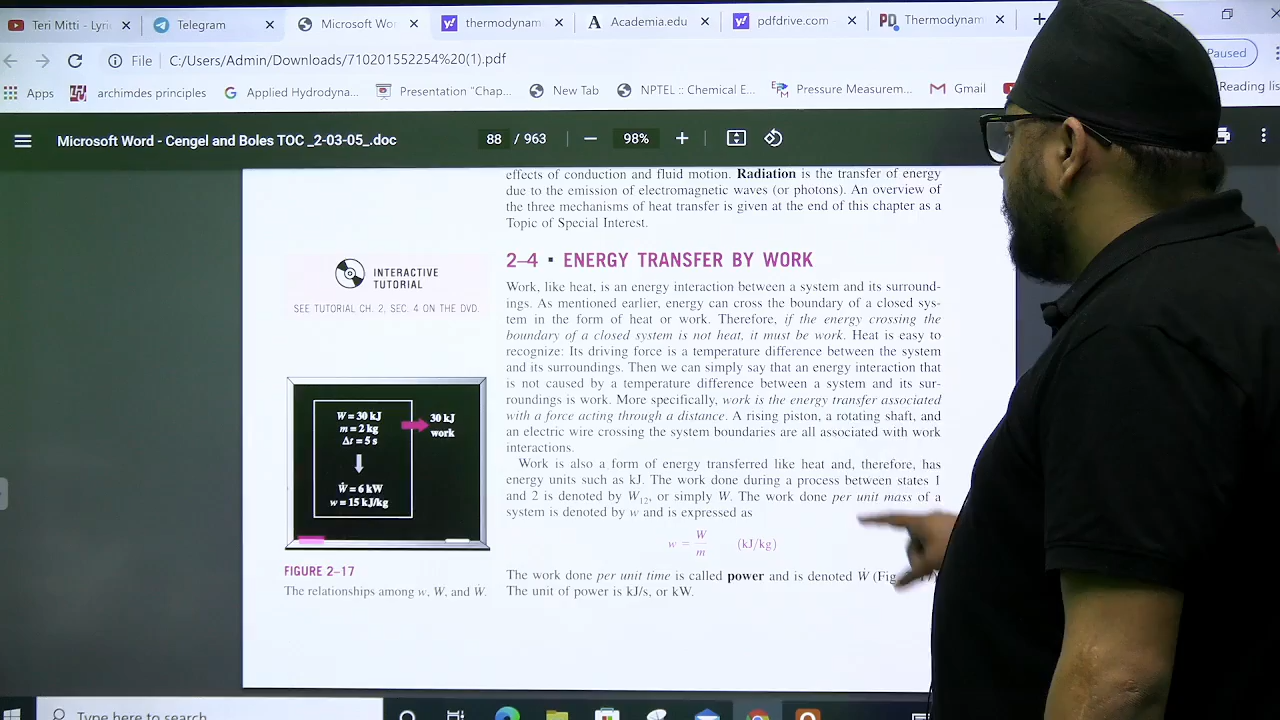 Teri Mitti - Lyric
Telegram
Microsoft Wo
thermodynam
Academia.edu
pdfdrive.com
Thermodynam
File
C:/Users/Admin/Downloads/710201552254%20(1).pdf
Paused
Apps
archimdes principles
Applied Hydrodyna...
Presentation "Chap...
New Tab
NPTEL :: Chemical E...
Pressure Measurem...
Gmail
Reading lis
Microsoft Word - Cengel and Boles TOC _2-03-05_.doc
88 / 963
98%
effects of conduction and fluid motion. Radiation is the transfer of energy
due to the emission of electromagnetic waves (or photons). An overview of
the three mechanisms of heat transfer is given at the end of this chapter as a
Topic of Special Interest.
INTERACTIVE
TUTORIAL
SEE TUTORIAL CH. 2, SEC. 4 ON THE DVD.
2–4 ▪ ENERGY TRANSFER BY WORK
Work, like heat, is an energy interaction between a system and its surround-
ings. As mentioned earlier, energy can cross the boundary of a closed sys-
tem in the form of heat or work. Therefore, if the energy crossing the
boundary of a closed system is not heat, it must be work. Heat is easy to
recognize: Its driving force is a temperature difference between the system
and its surroundings. Then we can simply say that an energy interaction that
is not caused by a temperature difference between a system and its sur-
roundings is work. More specifically, work is the energy transfer associated
with a force acting through a distance. A rising piston, a rotating shaft, and
an electric wire crossing the system boundaries are all associated with work
interactions.
Work is also a form of energy transferred like heat and, therefore, has
energy units such as kJ. The work done during a process between states 1
and 2 is denoted by W₁₂, or simply W. The work done per unit mass of a
system is denoted by w and is expressed as
w = W/m (kJ/kg)
The work done per unit time is called power and is denoted Ẇ
The unit of power is kJ/s, or kW.
W = 30 kJ
m = 2 kg
Δt = 5 s
30 kJ
work
Ẇ = 6 kW
w = 15 kJ/kg
FIGURE 2–17
The relationships among w, W, and Ẇ.
Type here to search